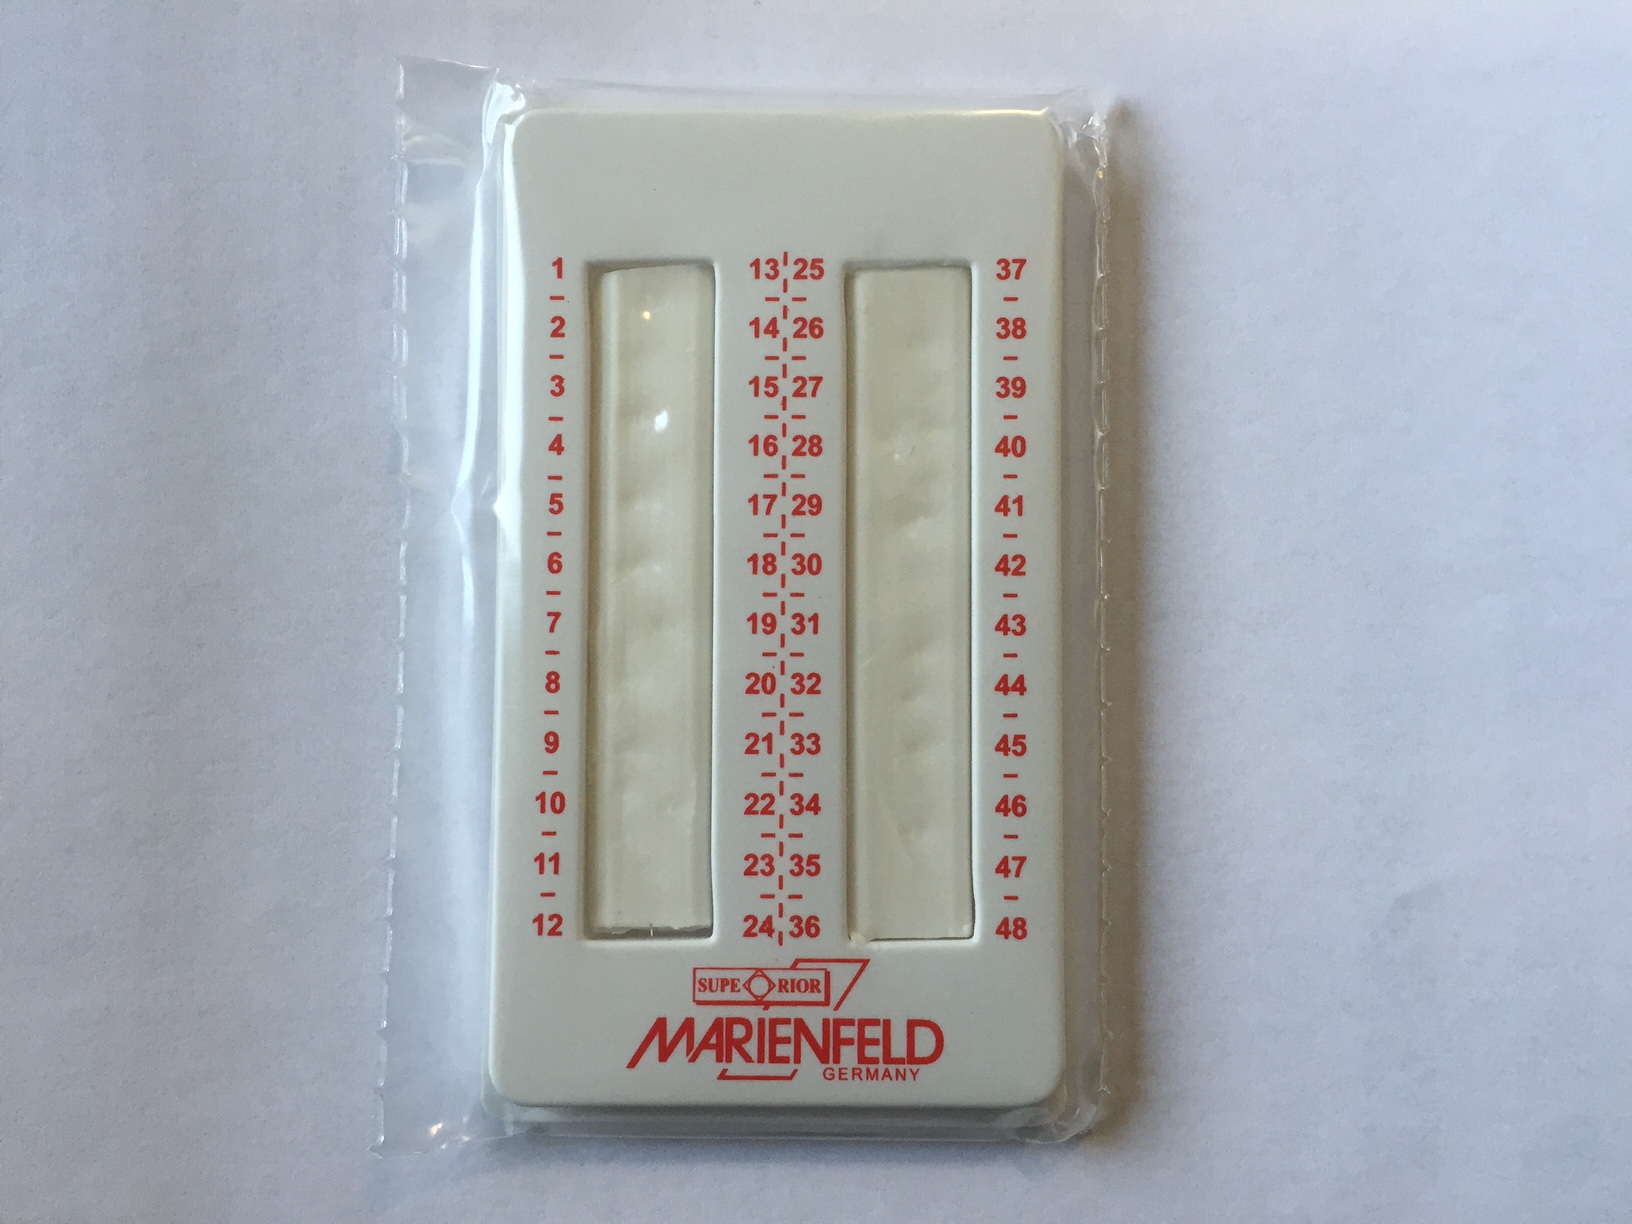 1 13 25 37
2 14 26 38
3 15 27 39
4 16 28 40
5 17 29 41
6 18 30 42
7 19 31 43
8 20 32 44
9 21 33 45
10 22 34 46
11 23 35 47
12 24 36 48
SUPERIOR
MARIENFELD
GERMANY